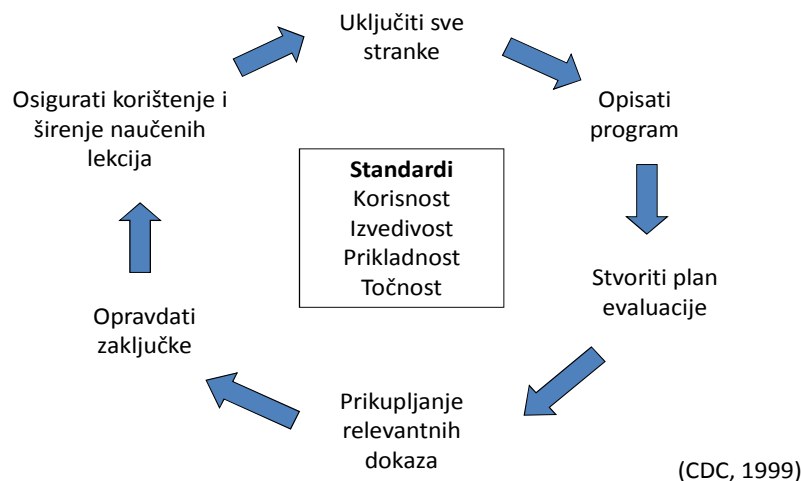 Uključiti sve
stranke
Opisati
program
Stvoriti plan
evaluacije
Prikupljanje
relevantnih
dokaza
Opravdati
zaključke
Osigurati korištenje i
širenje naučenih
lekcija
Standardi
Korisnost
Izvedivost
Prikladnost
Točnost
(CDC, 1999)